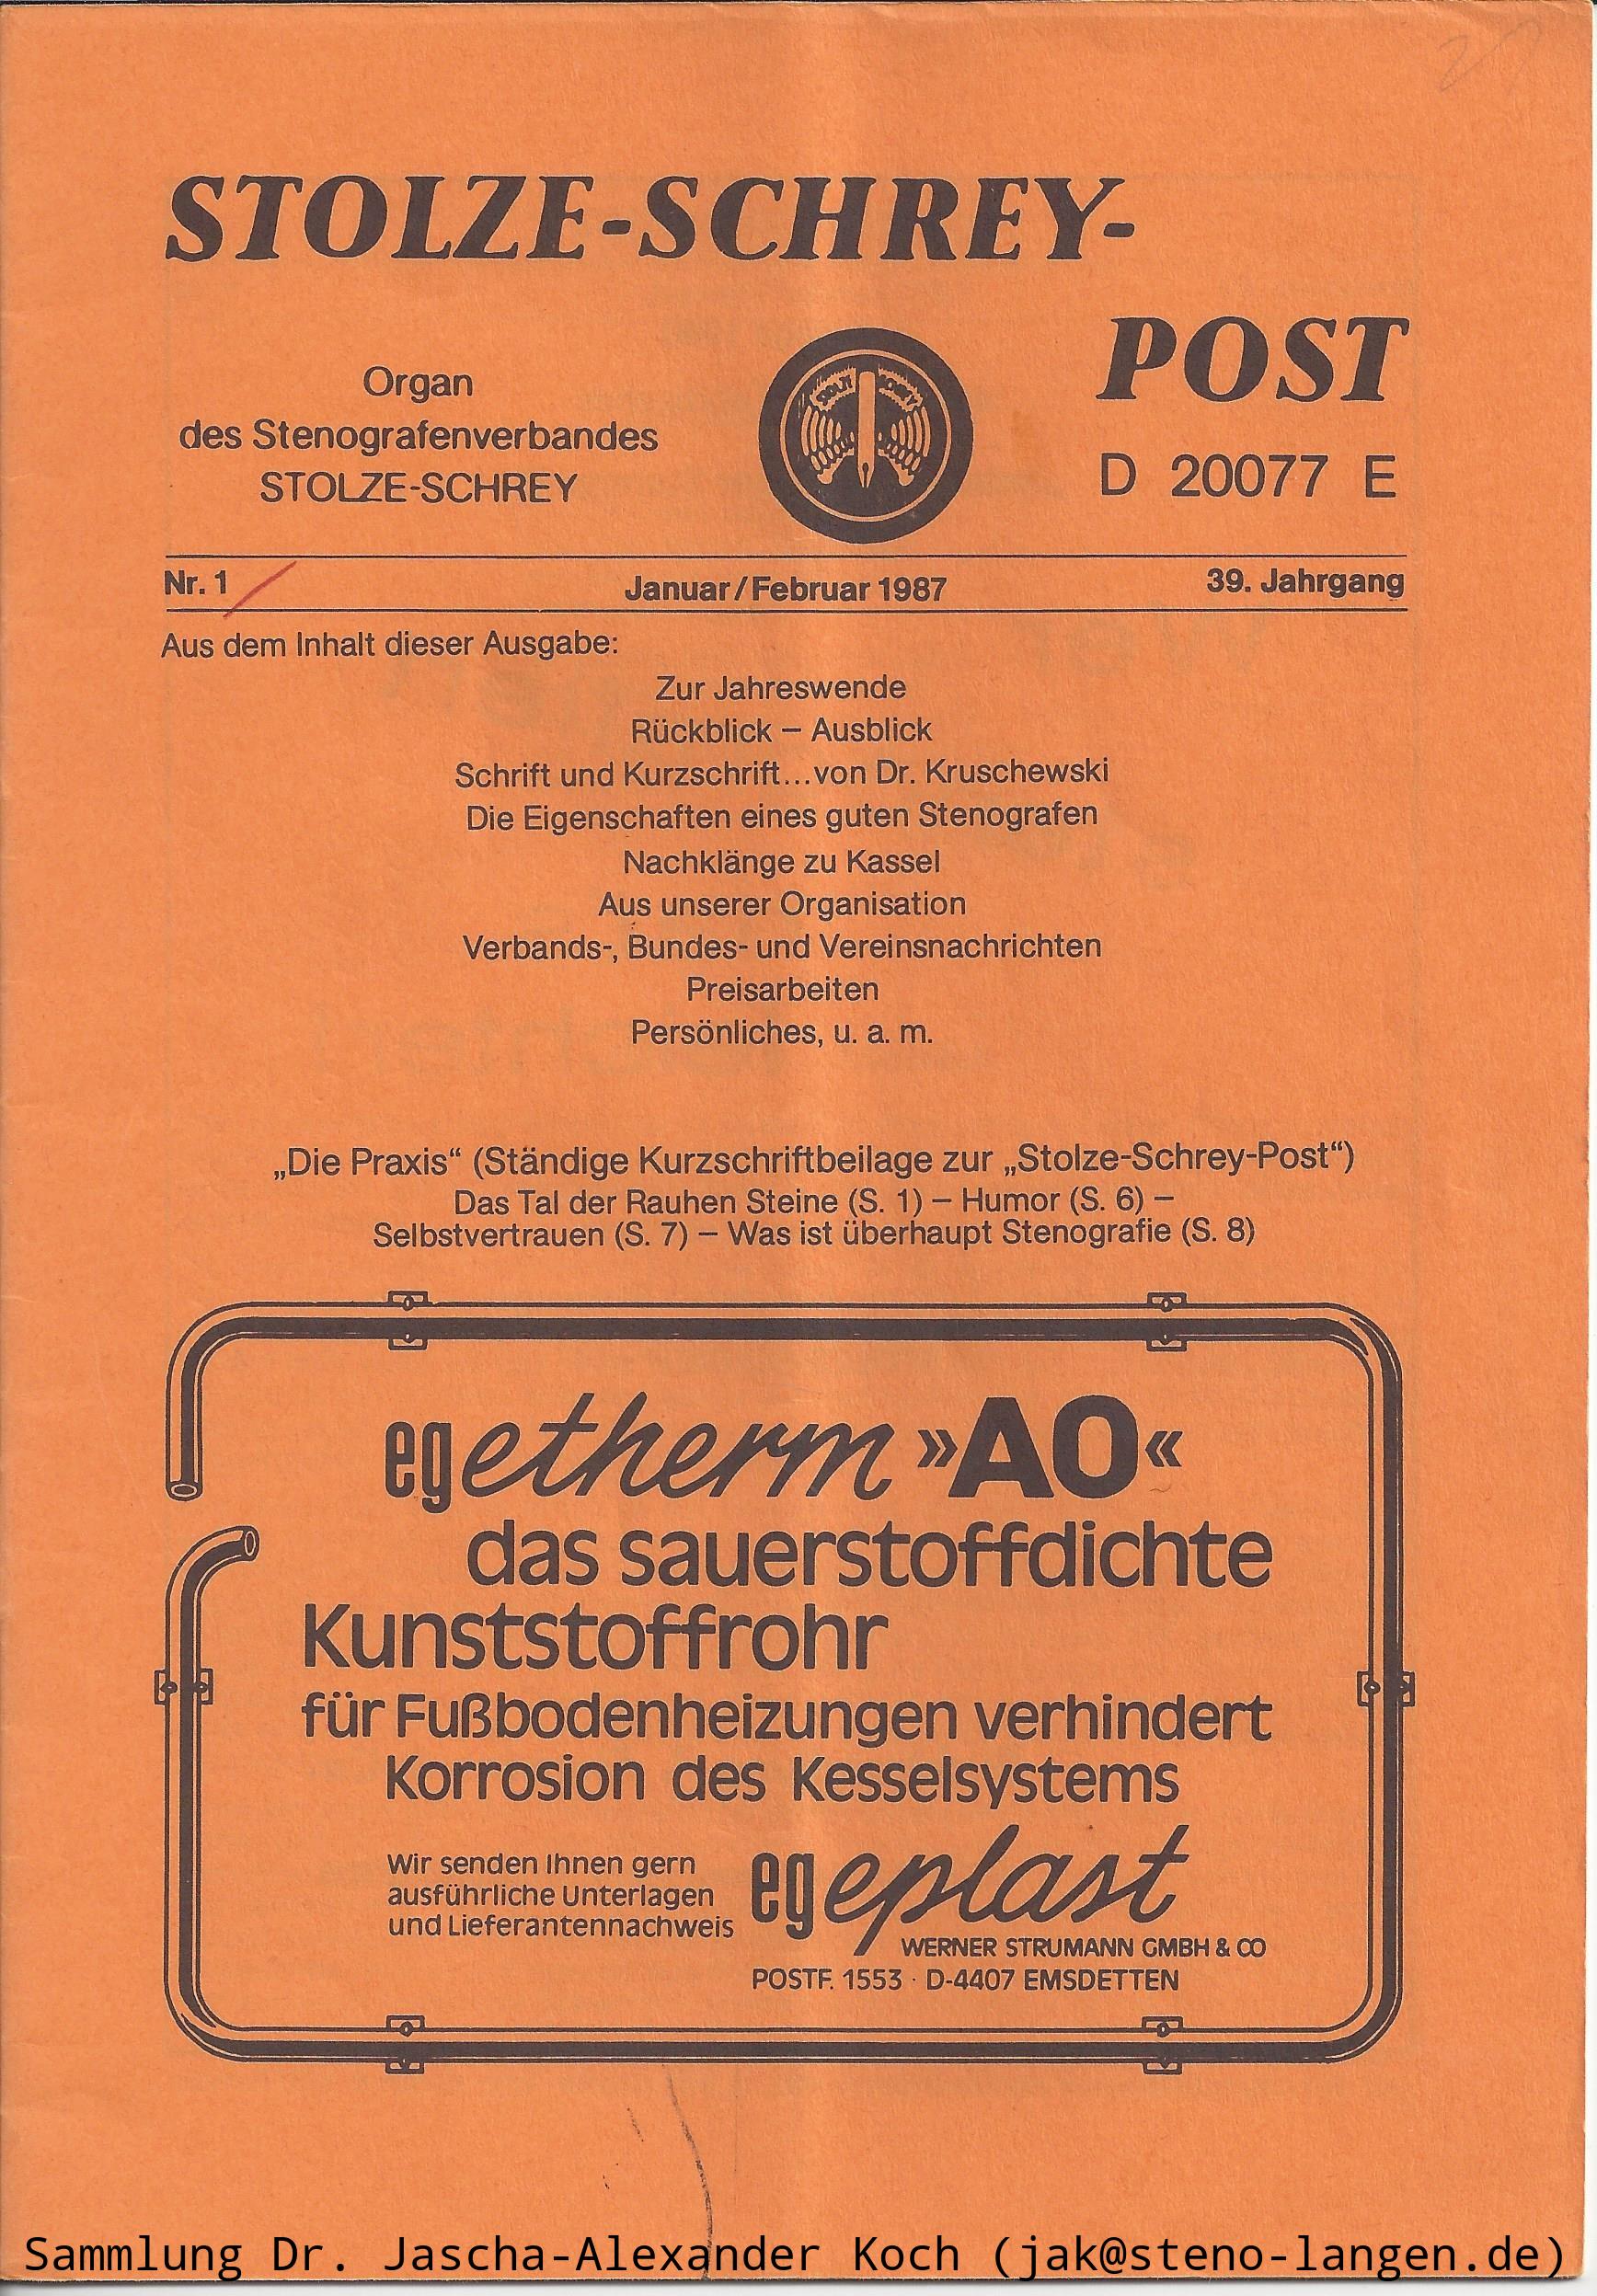 STOLZE-SCHREY-
POST
Organ
des Stenografenverbandes
STOLZE-SCHREY
D 20077 E
Nr. 1
Januar/Februar 1987
39. Jahrgang
Aus dem Inhalt dieser Ausgabe:
Zur Jahreswende
Rückblick – Ausblick
Schrift und Kurzschrift...von Dr. Kruschewski
Die Eigenschaften eines guten Stenografen
Nachklänge zu Kassel
Aus unserer Organisation
Verbands-, Bundes- und Vereinsnachrichten
Preisarbeiten
Persönliches, u. a. m.
„Die Praxis“ (Ständige Kurzschriftbeilage zur „Stolze-Schrey-Post“)
Das Tal der Rauhen Steine (S. 1) – Humor (S. 6) –
Selbstvertrauen (S. 7) – Was ist überhaupt Stenografie (S. 8)
egetherm »AO«
das sauerstoffdichte
Kunststoffrohr
für Fußbodenheizungen verhindert
Korrosion des Kesselsystems
Wir senden Ihnen gern
ausführliche Unterlagen
und Lieferantennachweis
egeplast
WERNER STRUMANN GMBH & CO
POSTF. 1553 · D-4407 EMSDETTEN
Sammlung Dr. Jascha-Alexander Koch (jak@steno-langen.de)